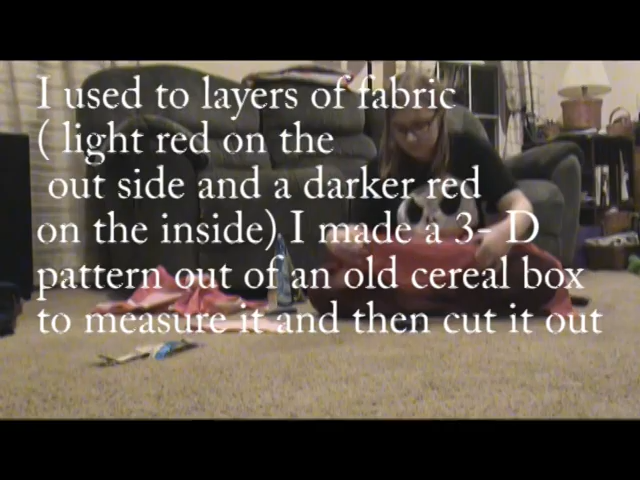 I used to layers of fabric
( light red on the
out side and a darker red
on the inside) I made a 3- D
pattern out of an old cereal box
to measure it and then cut it out